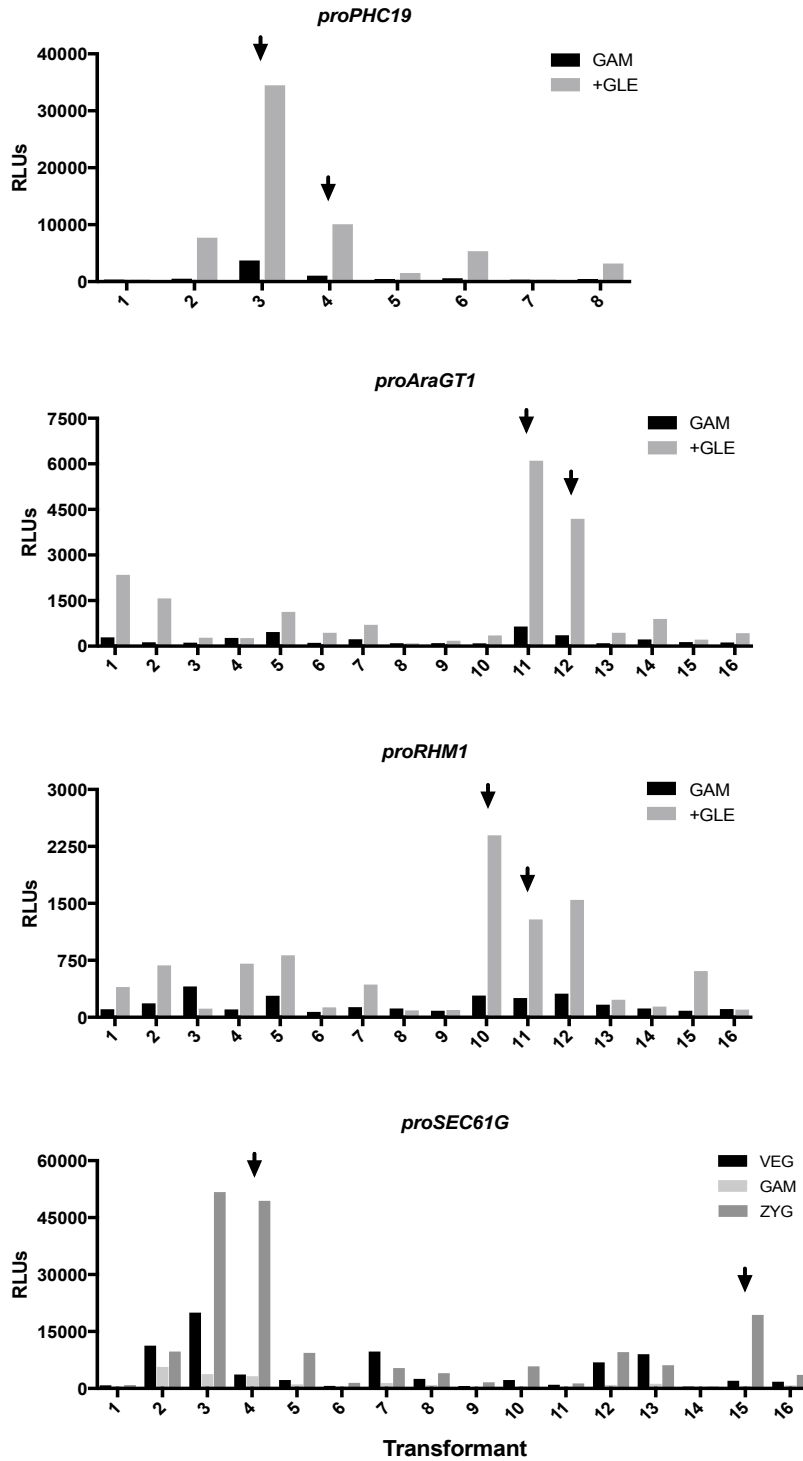 proPHC19
40000
30000
20000
10000
0
RLUs
GAM
+GLE
1 2 3 4 5 6 7 8
proAraGT1
7500
6000
4500
3000
1500
0
RLUs
GAM
+GLE
1 2 3 4 5 6 7 8 9 10 11 12 13 14 15 16
proRHM1
3000
2250
1500
750
0
RLUs
GAM
+GLE
1 2 3 4 5 6 7 8 9 10 11 12 13 14 15 16
proSEC61G
60000
45000
30000
15000
0
RLUs
VEG
GAM
ZYG
1 2 3 4 5 6 7 8 9 10 11 12 13 14 15 16
Transformant